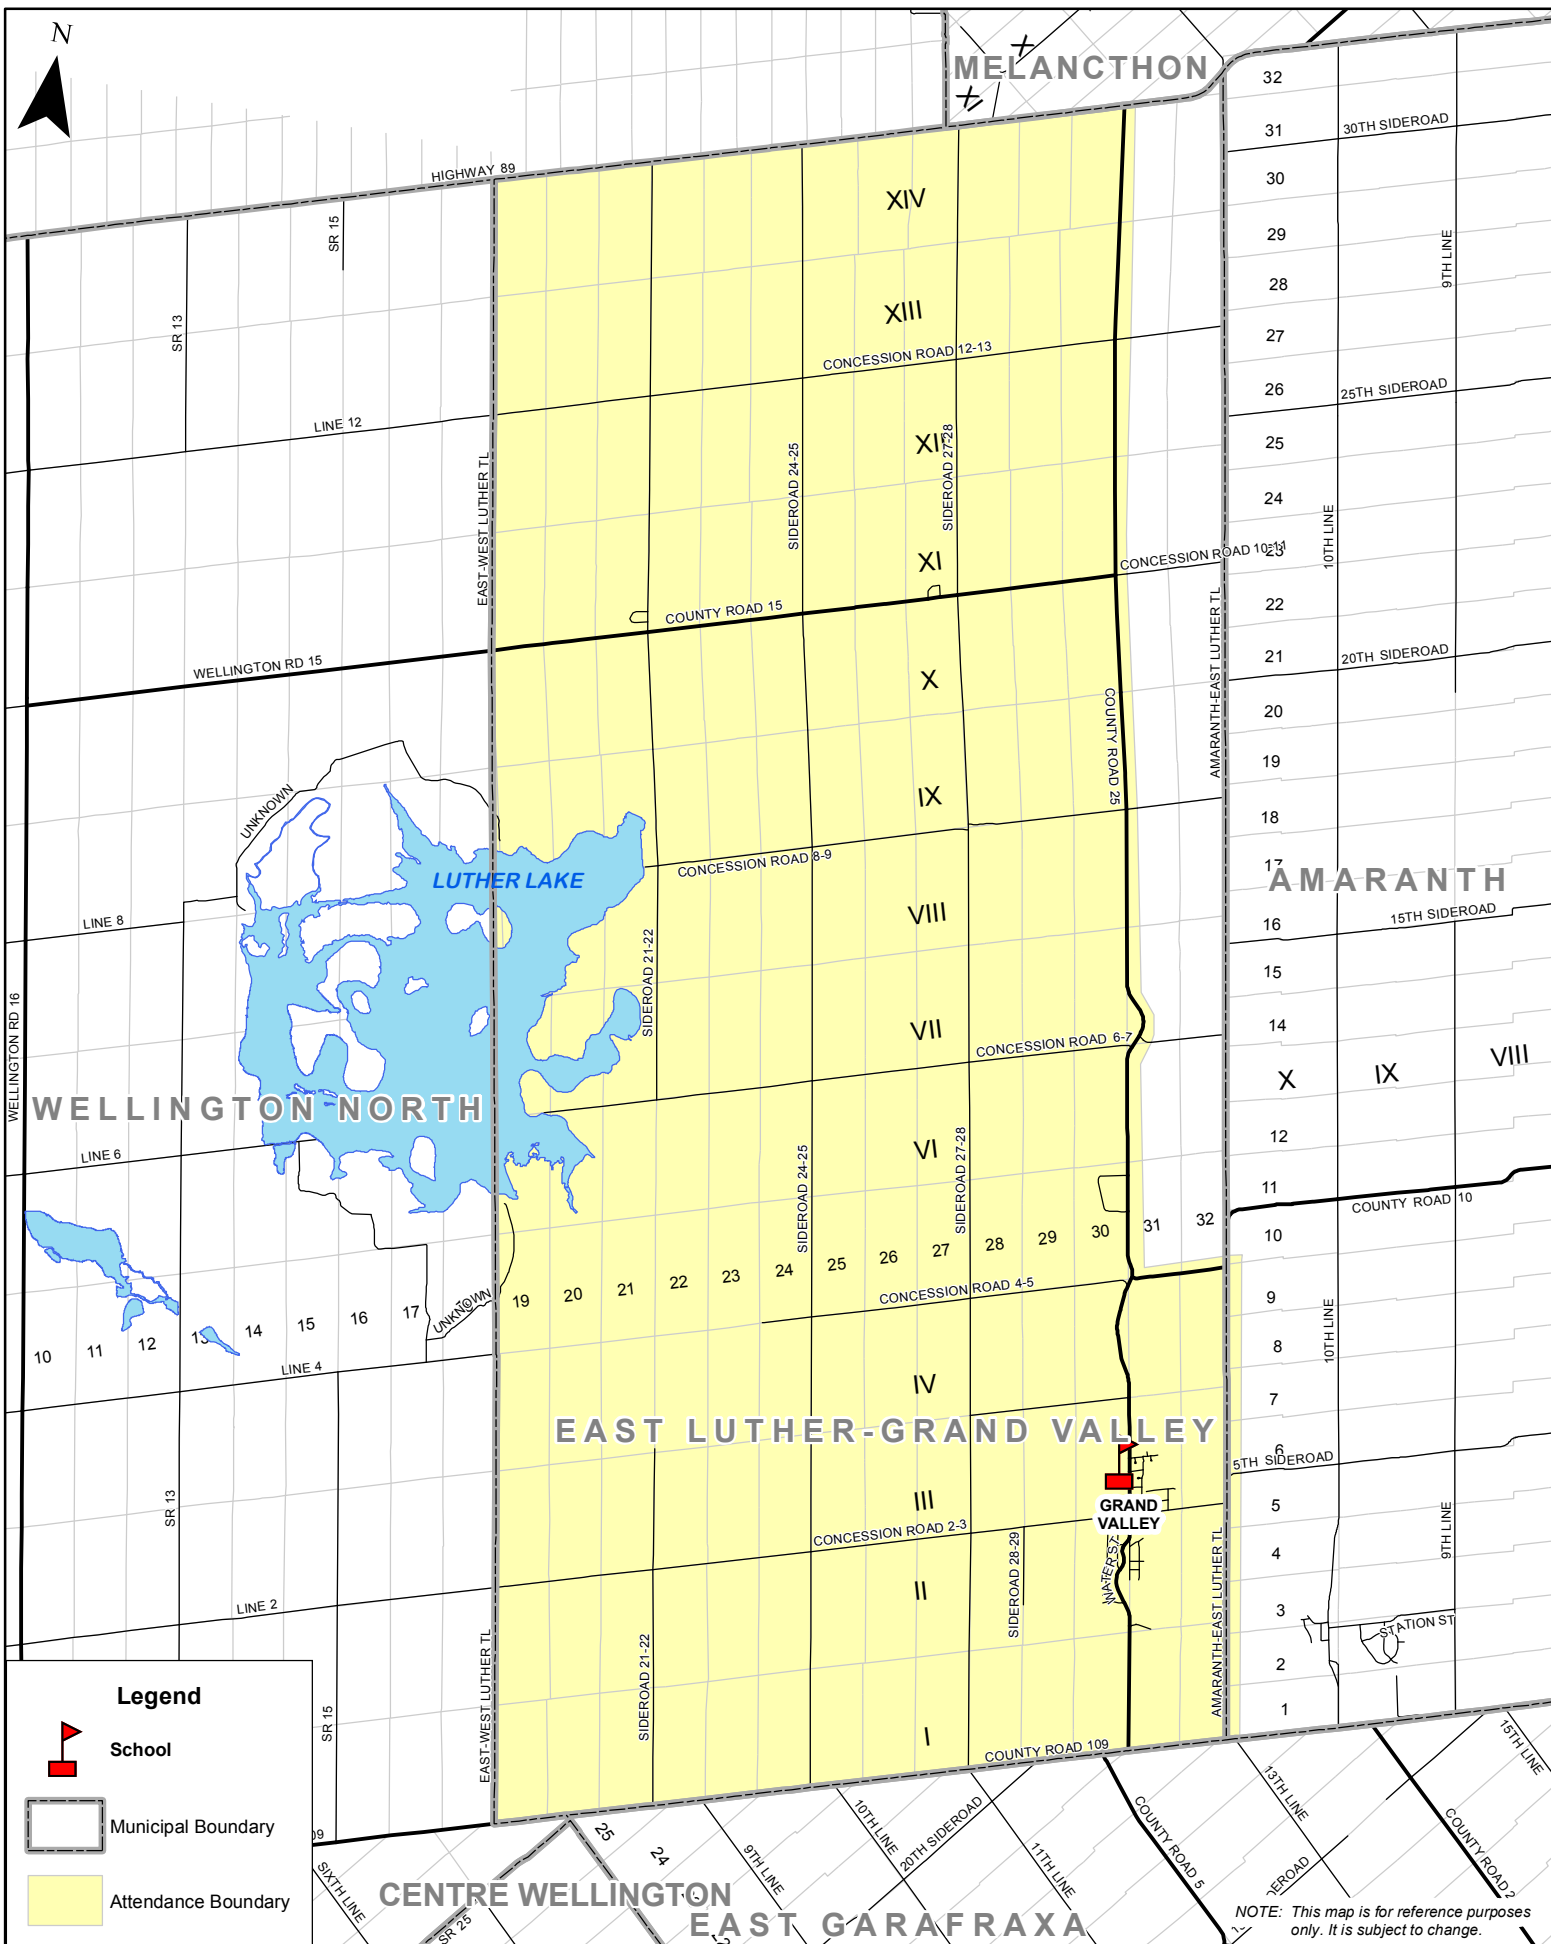 N
MELANCTHON
X
XI
HIGHWAY 89
SR 15
SR 13
32
31
30TH SIDEROAD
30
29
28
27
26
25TH SIDEROAD
25
24
23
22
21
20TH SIDEROAD
20
19
18
17
16
15TH SIDEROAD
15
14
12
11
10
9
8
7
6
5TH SIDEROAD
5
4
3
2
1
9TH LINE
10TH LINE
XIV
XIII
CONCESSION ROAD 12-13
LINE 12
EAST-WEST LUTHER TL
SIDEROAD 24-25
SIDEROAD 27-28
XI
CONCESSION ROAD 10-11
COUNTY ROAD 15
WELLINGTON RD 15
AMARANTH-EAST LUTHER TL
X
COUNTY ROAD 25
IX
UNKNOWN
CONCESSION ROAD 8-9
LUTHER LAKE
AMARANTH
LINE 8
VIII
SIDEROAD 21-22
WELLINGTON RD 16
VII
CONCESSION ROAD 6-7
X IX VIII
WELLINGTON NORTH
LINE 6
VI
SIDEROAD 24-25
SIDEROAD 27-28
COUNTY ROAD 10
10 11 12 13 14 15 16 17
UNKNOWN
19 20 21 22 23 24 25 26 27 28 29 30 31 32
CONCESSION ROAD 4-5
LINE 4
10TH LINE
IV
EAST LUTHER-GRAND VALLEY
SR 13
III
GRAND
VALLEY
CONCESSION ROAD 2-3
SIDEROAD 28-29
AMARANTH-EAST LUTHER TL
9TH LINE
II
LINE 2
STATION ST
EAST-WEST LUTHER TL
SIDEROAD 21-22
SR 15
I
COUNTY ROAD 109
09
Legend
School
Municipal Boundary
Attendance Boundary
SIXTH LINE
SR 25
CENTRE WELLINGTON
EAST GARAFRAXA
25
24
9TH LINE
10TH LINE
20TH SIDEROAD
11TH LINE
COUNTY ROAD 5
13TH LINE
15TH LINE
COUNTY ROAD 2
NOTE: This map is for reference purposes
only. It is subject to change.